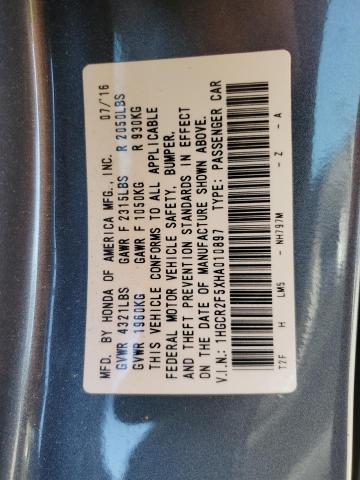 MFD. BY HONDA OF AMERICA MFG., INC. 07/'16
GVWR 4321LBS GAWR F 2315LBS R 2050LBS
GVWR 1960KG GAWR F 1050KG R 930KG
THIS VEHICLE CONFORMS TO ALL APPLICABLE
FEDERAL MOTOR VEHICLE SAFETY, BUMPER,
AND THEFT PREVENTION STANDARDS IN EFFECT
ON THE DATE OF MANUFACTURE SHOWN ABOVE.
V.I.N.: 1HGCR2F5XHA010897 TYPE: PASSENGER CAR
T2F H LM5 - NH797M - Z - A